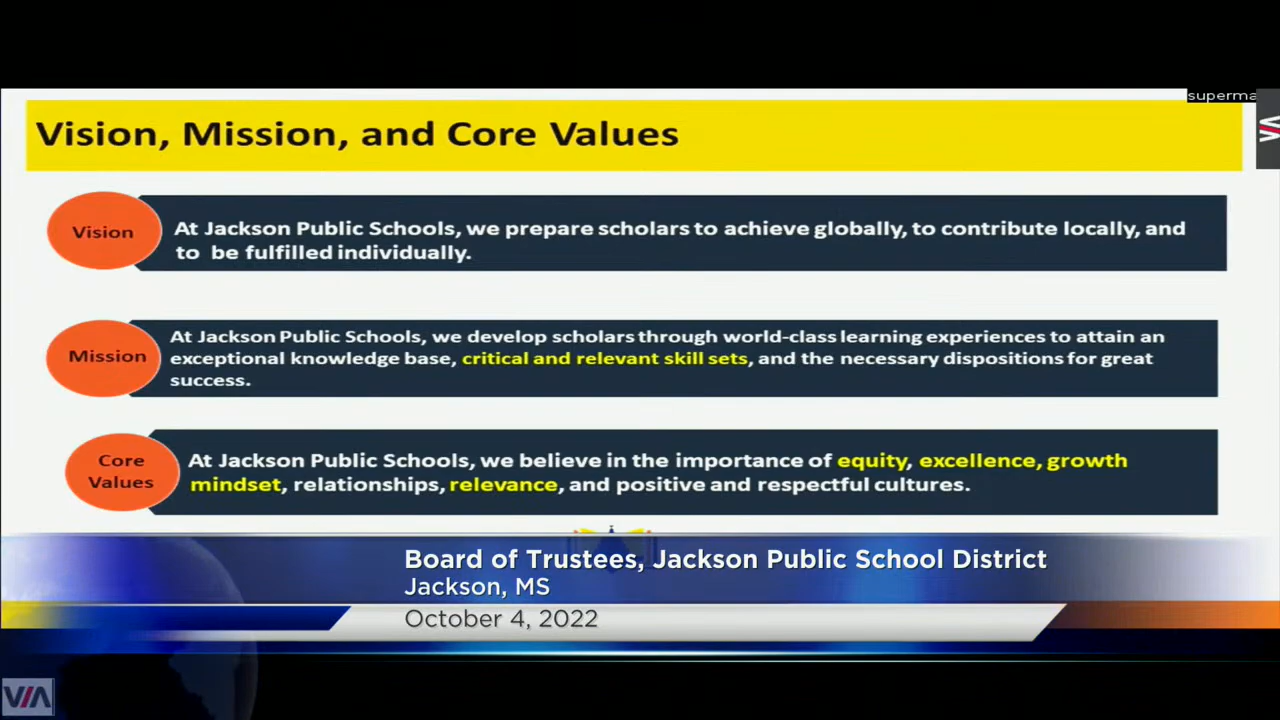 superma
Vision, Mission, and Core Values
Vision
At Jackson Public Schools, we prepare scholars to achieve globally, to contribute locally, and
to be fulfilled individually.
Mission
At Jackson Public Schools, we develop scholars through world-class learning experiences to attain an
exceptional knowledge base, critical and relevant skill sets, and the necessary dispositions for great
success.
Core
Values
At Jackson Public Schools, we believe in the importance of equity, excellence, growth
mindset, relationships, relevance, and positive and respectful cultures.
Board of Trustees, Jackson Public School District
Jackson, MS
October 4, 2022
VIA